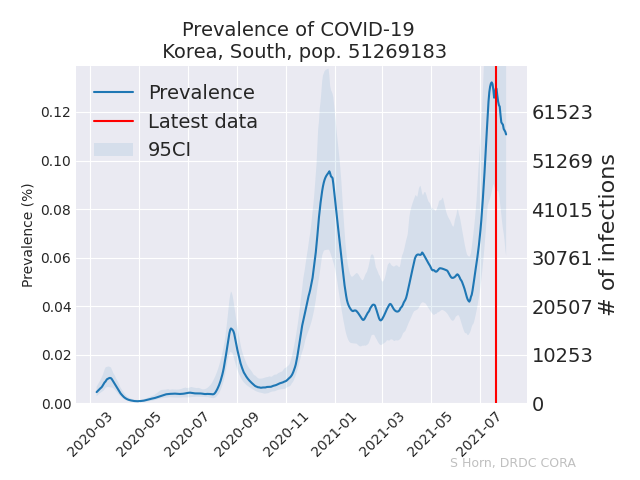 Prevalence of COVID-19
Korea, South, pop. 51269183
Prevalence
Latest data
95CI
Prevalence (%)
0.12
0.10
0.08
0.06
0.04
0.02
0.00
61523
51269
41015
30761
20507
10253
0
# of infections
2020-03
2020-05
2020-07
2020-09
2020-11
2021-01
2021-03
2021-05
2021-07
S Horn, DRDC CORA